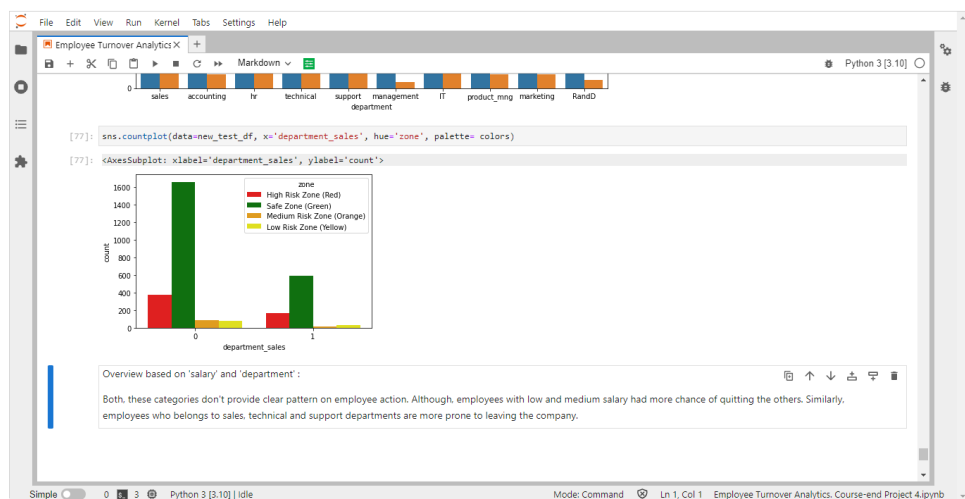 File Edit View Run Kernel Tabs Settings Help
Employee Turnover Analytics × +
Markdown
Python 3 [3.10]
0
sales accounting hr technical support management IT product_mng marketing RandD
department
[77]: sns.countplot(data=new_test_df, x='department_sales', hue='zone', palette= colors)
[77]: <AxesSubplot: xlabel='department_sales', ylabel='count'>
zone
High Risk Zone (Red)
Safe Zone (Green)
Medium Risk Zone (Orange)
Low Risk Zone (Yellow)
1600
1400
1200
1000
800
600
400
200
0
count
0 1
department_sales
Overview based on 'salary' and 'department' :
Both, these categories don't provide clear pattern on employee action. Although, employees with low and medium salary had more chance of quitting the others. Similarly,
employees who belongs to sales, technical and support departments are more prone to leaving the company.
Simple 0 s_ 3 Python 3 [3.10] | Idle Mode: Command Ln 1, Col 1 Employee Turnover Analytics. Course-end Project 4.ipynb